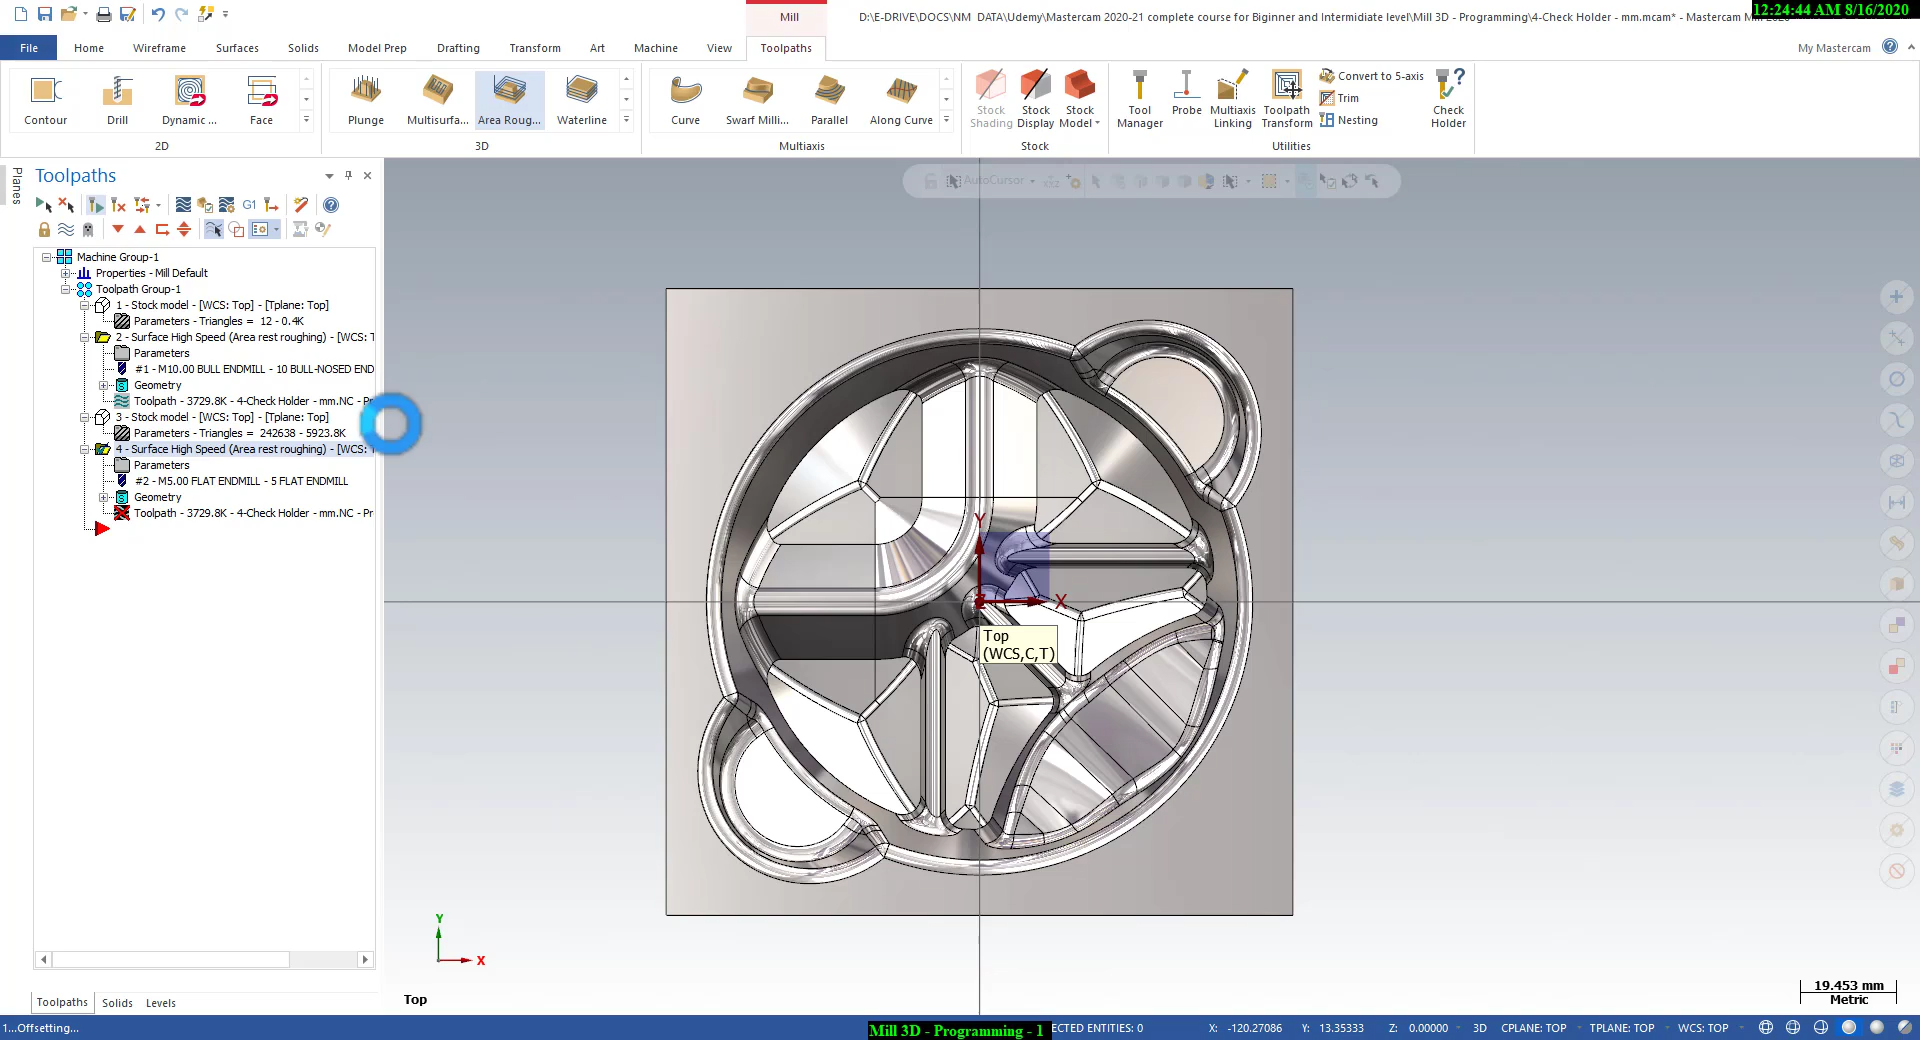 Mill
D:\E-DRIVE\DOCS\NM DATA\Udemy\Mastercam 2020-21 complete course for Biginner and Intermidiate level\Mill 3D - Programming\4-Check Holder - mm.mcam* - Mastercam
12:24:44 AM 8/16/2020
File
Home
Wireframe
Surfaces
Solids
Model Prep
Drafting
Transform
Art
Machine
View
Toolpaths
My Mastercam
Contour
Drill
Dynamic ...
Face
Plunge
Multisurfa...
Area Roug...
Waterline
Curve
Swarf Milli...
Parallel
Along Curve
Stock Shading
Stock Display
Stock Model
Tool Manager
Probe
Multiaxis Linking
Toolpath Transform
Convert to 5-axis
Trim
Nesting
Check Holder
2D
3D
Multiaxis
Stock
Utilities
Planes
Toolpaths
AutoCursor
G1
Machine Group-1
Properties - Mill Default
Toolpath Group-1
1 - Stock model - [WCS: Top] - [Tplane: Top]
Parameters - Triangles = 12 - 0.4K
2 - Surface High Speed (Area rest roughing) - [WCS: T
Parameters
#1 - M10.00 BULL ENDMILL - 10 BULL-NOSED END
Geometry
Toolpath - 3729.8K - 4-Check Holder - mm.NC - Pr
3 - Stock model - [WCS: Top] - [Tplane: Top]
Parameters - Triangles = 242638 - 5923.8K
4 - Surface High Speed (Area rest roughing) - [WCS: T
Parameters
#2 - M5.00 FLAT ENDMILL - 5 FLAT ENDMILL
Geometry
Toolpath - 3729.8K - 4-Check Holder - mm.NC - Pr
Y
Z
X
Top
(WCS,C,T)
Y
X
Top
19.453 mm
Metric
Toolpaths
Solids
Levels
1...Offsetting...
Mill 3D - Programming - 1
ECTED ENTITIES: 0
X: -120.27086
Y: 13.35333
Z: 0.00000
3D
CPLANE: TOP
TPLANE: TOP
WCS: TOP